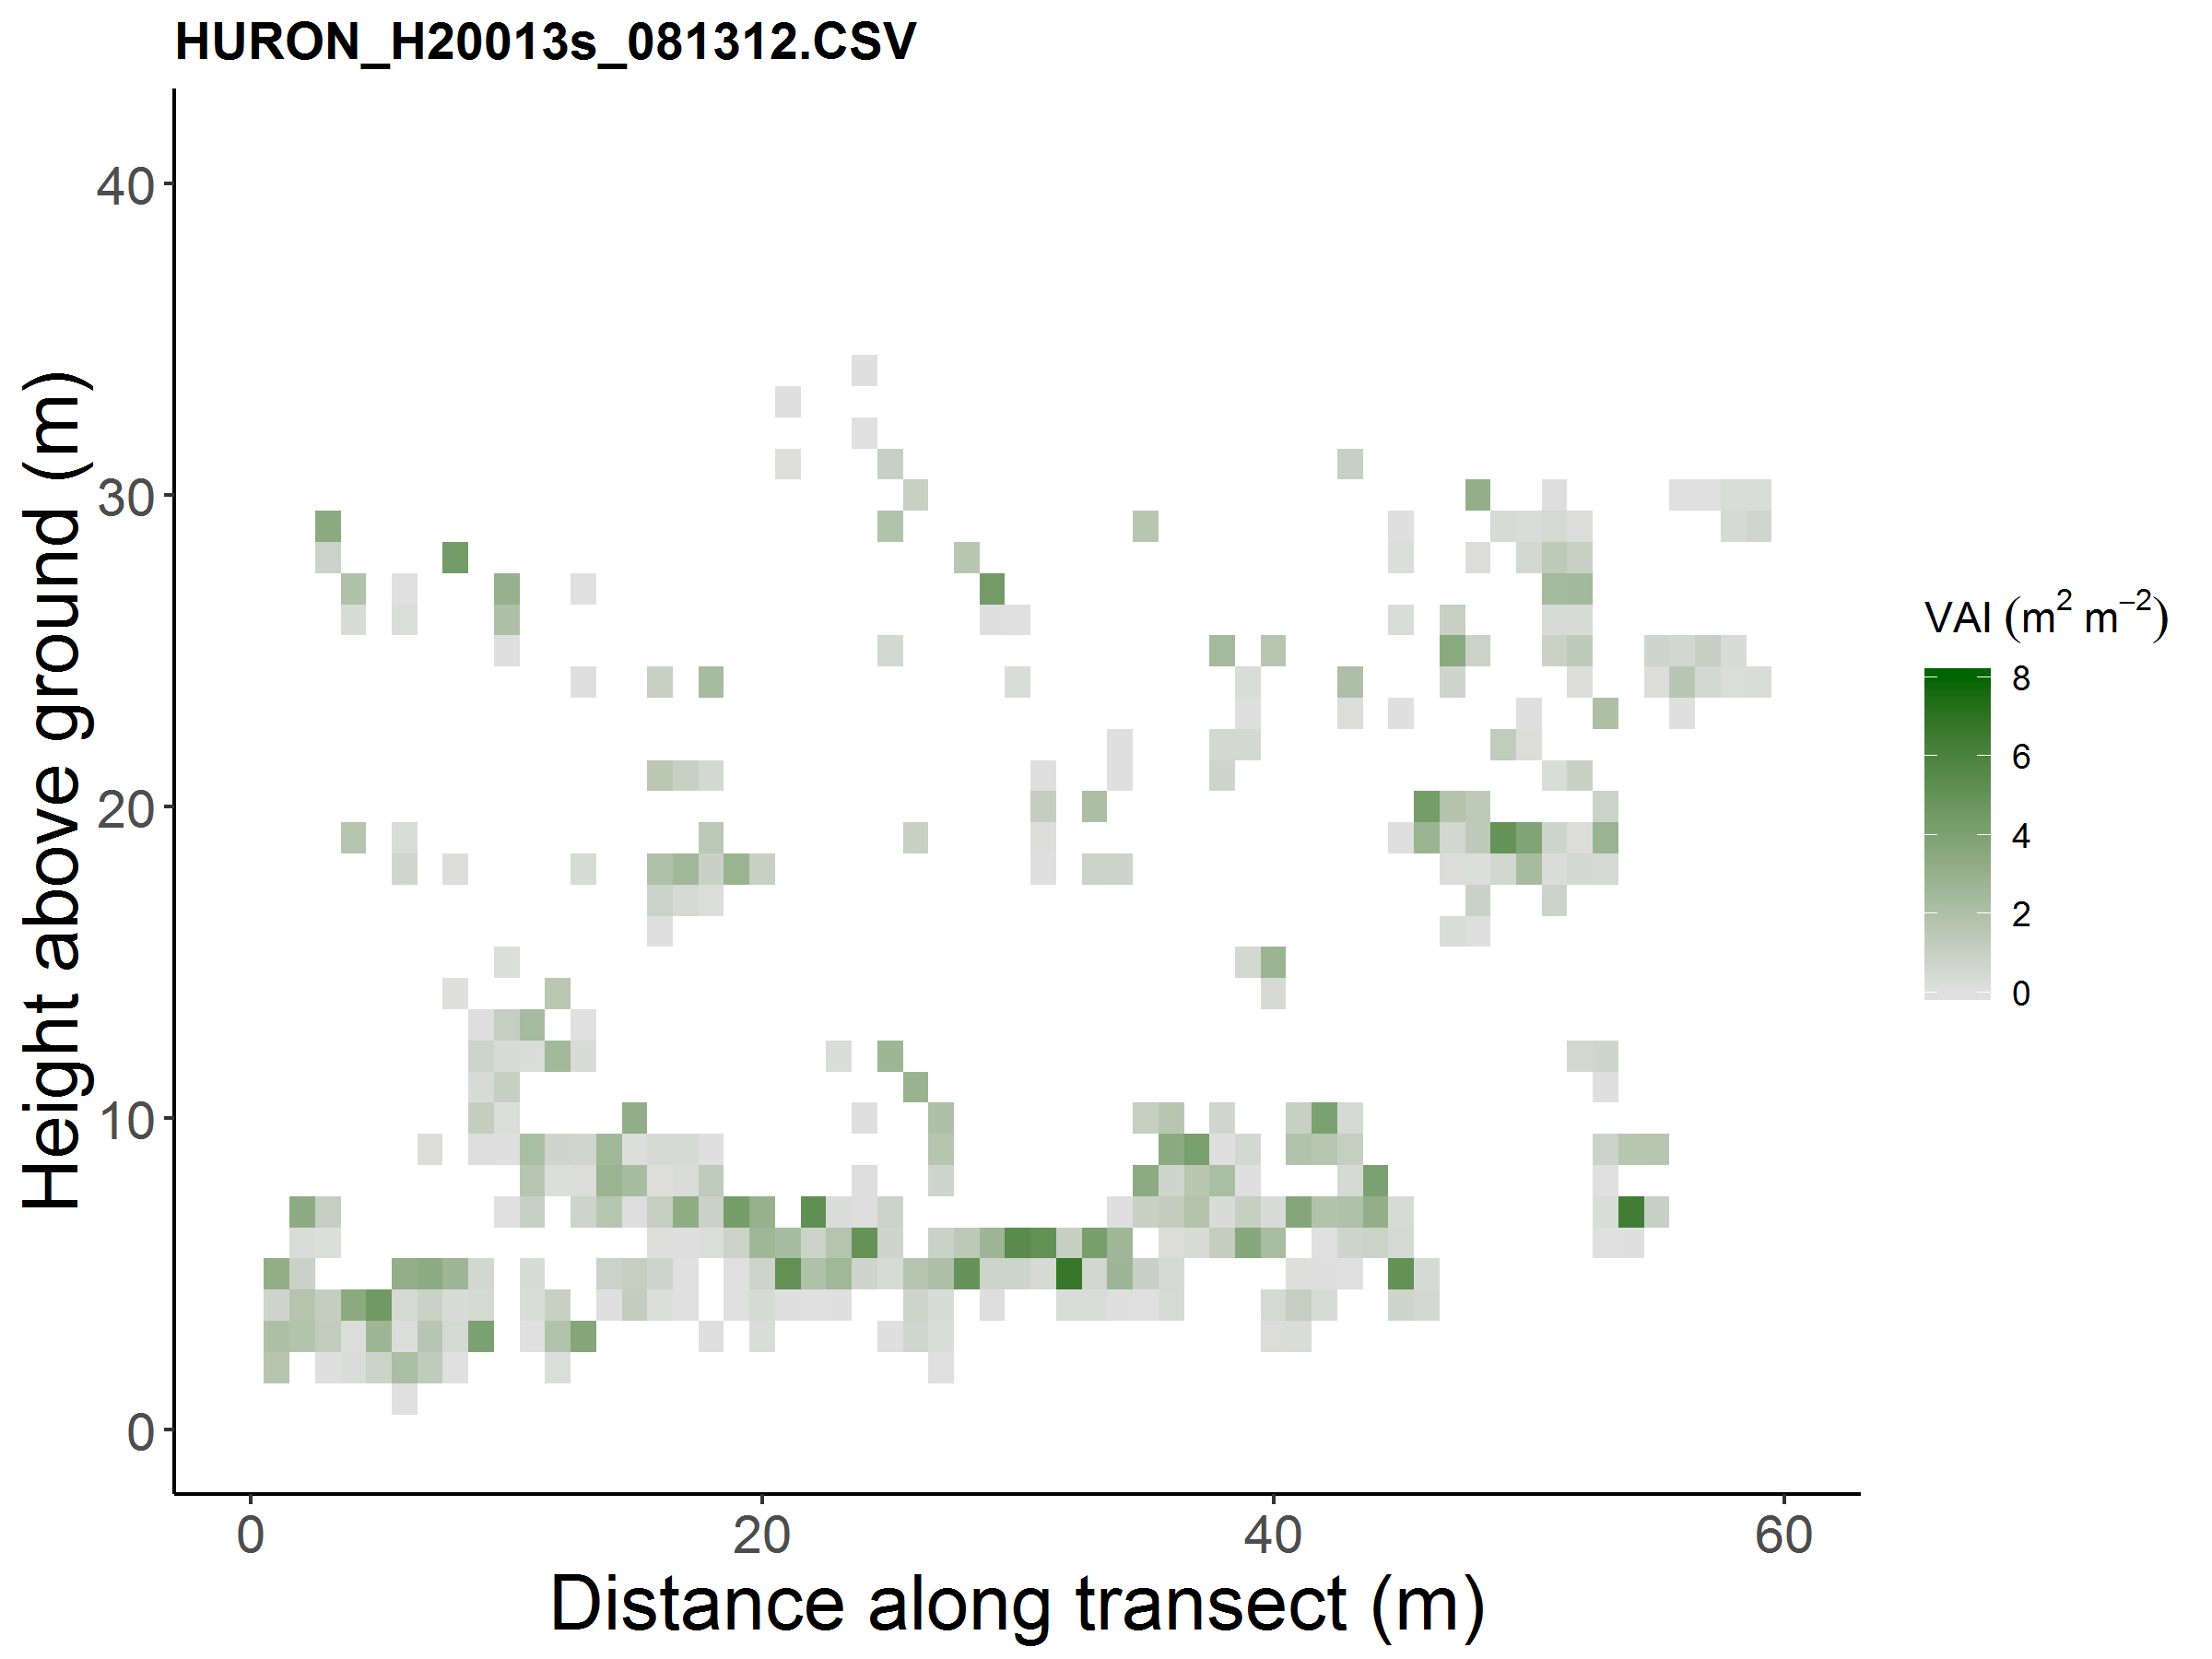 HURON_H20013s_081312.CSV
Height above ground (m)
40
30
20
10
0
0 20 40 60
Distance along transect (m)
VAI (m² m⁻²)
8
6
4
2
0